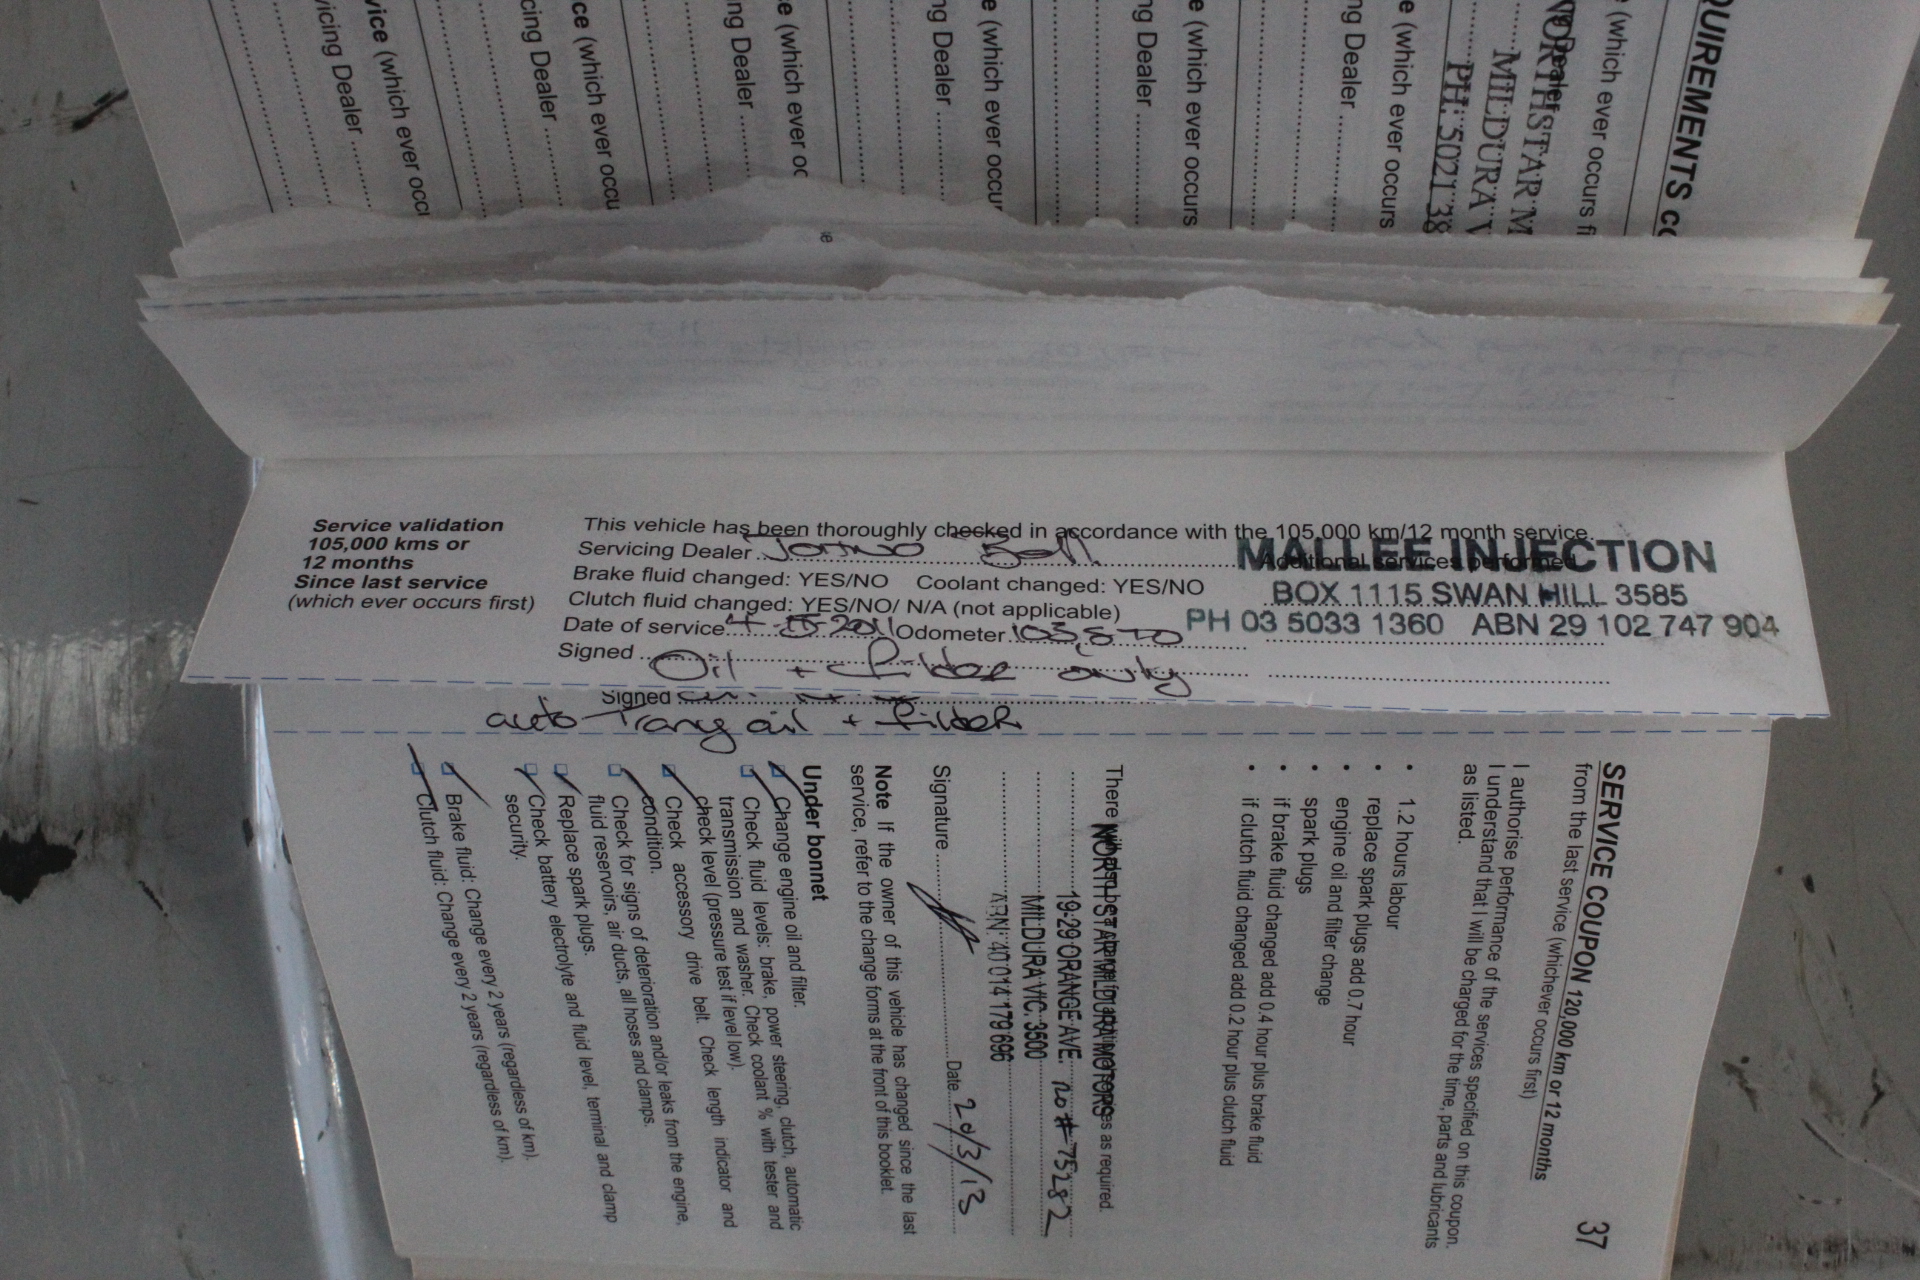 QUIREMENTS
(which ever occurs
NORTHSTAR M
MILDURA V
PH: 5021 38
e (which ever occurs
ng Dealer
e (which ever occurs
ng Dealer
e (which ever occur
ng Dealer
e (which ever oc
ng Dealer
ce (which ever occu
cing Dealer
vice (which ever occ
vicing Dealer
Service validation
105,000 kms or
12 months
Since last service
(which ever occurs first)
This vehicle has been thoroughly checked in accordance with the 105,000 km/12 month service.
Servicing Dealer
Additional services performed
MALLEE INJECTION
BOX 1115 SWAN HILL 3585
PH 03 5033 1360 ABN 29 102 747 904
Brake fluid changed: YES/NO Coolant changed: YES/NO
Clutch fluid changed: YES/NO/ N/A (not applicable)
Date of service 4-5-2011 Odometer 103,870
Signed
Oil + filter only
Signed
auto Trans oil + filter
SERVICE COUPON 120,000 km or 12 months
from the last service (whichever occurs first)
37
I authorise performance of the services specified on this coupon.
I understand that I will be charged for the time, parts and lubricants
as listed.
• 1.2 hours labour
• replace spark plugs add 0.7 hour
• engine oil and filter change
• spark plugs
• if brake fluid changed add 0.4 hour plus brake fluid
• if clutch fluid changed add 0.2 hour plus clutch fluid
There will also be a charge for additional supplies as required.
NORTHSTAR MILDURA MOTORS
19-29 ORANGE AVE.
MILDURA VIC. 3500
ABN: 40 014 179 696
no # 75282
Signature Date 20/3/13
Note If the owner of this vehicle has changed since the last
service, refer to the change forms at the front of this booklet.
Under bonnet
Change engine oil and filter.
Check fluid levels: brake, power steering, clutch, automatic
transmission and washer. Check coolant % with tester and
check level (pressure test if level low).
Check accessory drive belt. Check length indicator and
condition.
Check for signs of deterioration and/or leaks from the engine,
fluid reservoirs, air ducts, all hoses and clamps.
Replace spark plugs.
Check battery electrolyte and fluid level, terminal and clamp
security.
Brake fluid: Change every 2 years (regardless of km).
Clutch fluid: Change every 2 years (regardless of km).